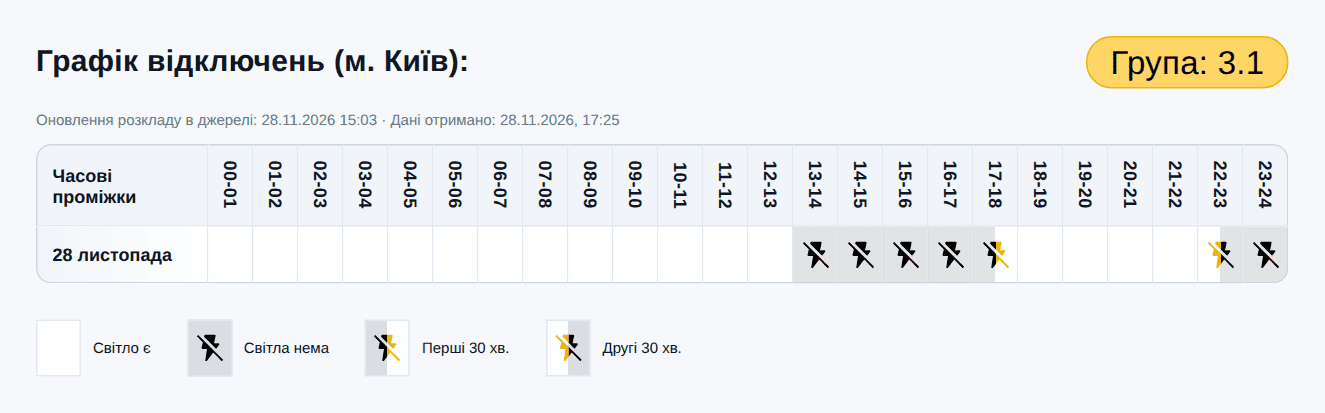 Графік відключень (м. Київ):
Група: 3.1
Оновлення розкладу в джерелі: 28.11.2026 15:03 · Дані отримано: 28.11.2026, 17:25
Часові
проміжки
00-01
01-02
02-03
03-04
04-05
05-06
06-07
07-08
08-09
09-10
10-11
11-12
12-13
13-14
14-15
15-16
16-17
17-18
18-19
19-20
20-21
21-22
22-23
23-24
28 листопада
Світло є
Світла нема
Перші 30 хв.
Другі 30 хв.